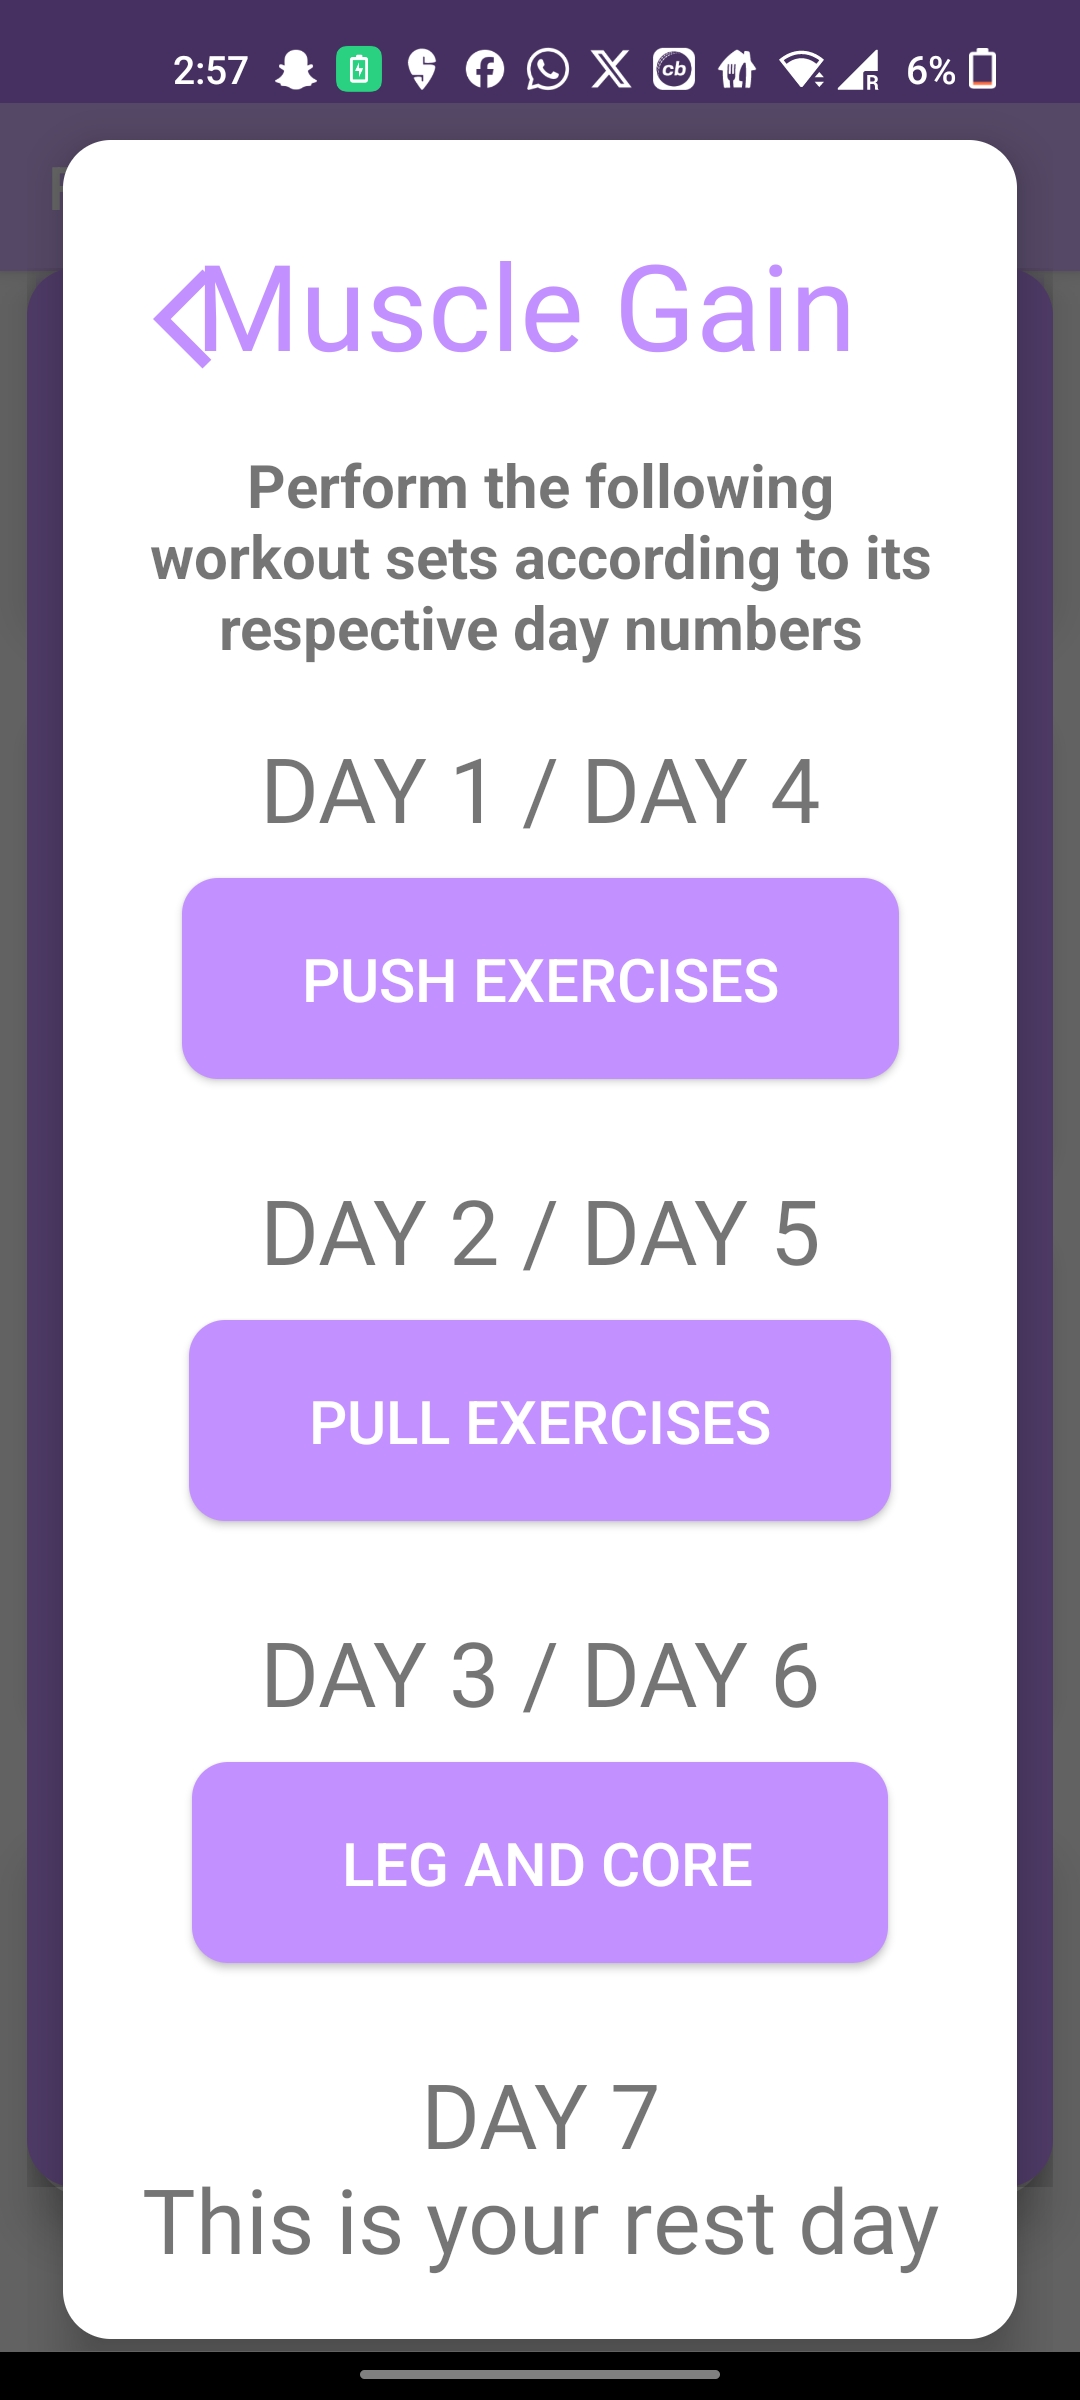 2:57 cb R 6%
Muscle Gain
Perform the following
workout sets according to its
respective day numbers
DAY 1 / DAY 4
PUSH EXERCISES
DAY 2 / DAY 5
PULL EXERCISES
DAY 3 / DAY 6
LEG AND CORE
DAY 7
This is your rest day